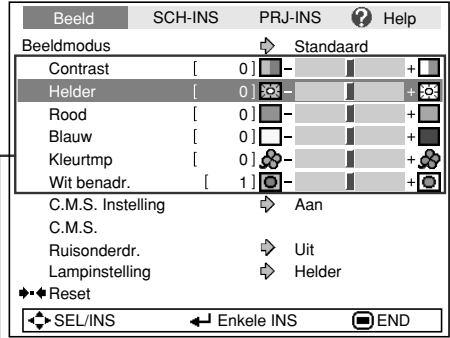 Beeld SCH-INS PRJ-INS ? Help
Beeldmodus Standaard
Contrast [ 0 ] - +
Helder [ 0 ] - +
Rood [ 0 ] - +
Blauw [ 0 ] - +
Kleurtmp [ 0 ] - +
Wit benadr. [ 1 ] - +
C.M.S. Instelling Aan
C.M.S.
Ruisonderdr. Uit
Lampinstelling Helder
Reset
SEL/INS Enkele INS END